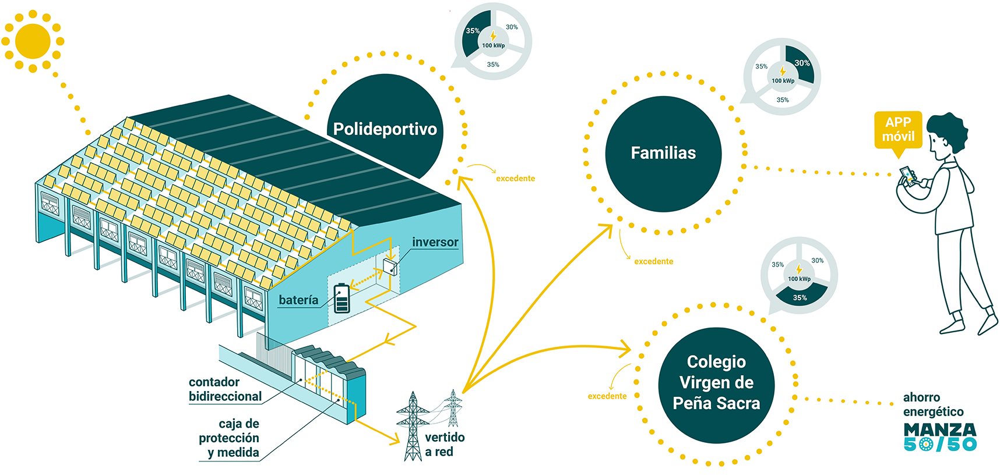 35%
30%
100 kWp
35%
Polideportivo
excedente
35%
30%
100 kWp
35%
Familias
excedente
APP
móvil
inversor
batería
35%
30%
100 kWp
35%
Colegio
Virgen de
Peña Sacra
excedente
contador
bidireccional
caja de
protección
y medida
vertido
a red
ahorro
energético
MANZA
50/50